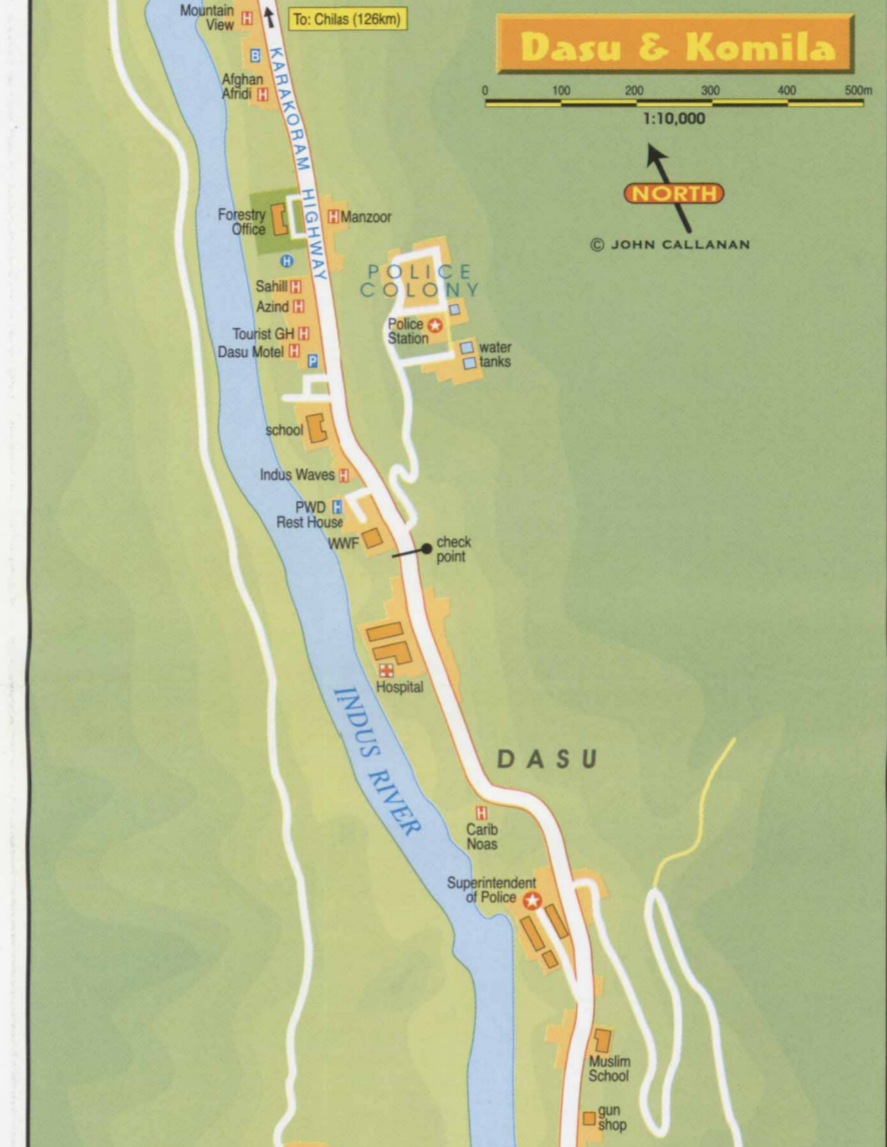 Mountain
View
H
To: Chilas (126km)
Dasu & Komila
B
Afghan
Afridi
H
0 100 200 300 400 500m
1:10,000
KARAKORAM HIGHWAY
NORTH
© JOHN CALLANAN
Forestry
Office
H Manzoor
H
POLICE
COLONY
Sahill H
Azind H
Police
Station
Tourist GH H
Dasu Motel H
P
water
tanks
school
Indus Waves H
PWD H
Rest House
WWF
check
point
Hospital
INDUS RIVER
DASU
H
Carib
Noas
Superintendent
of Police
Muslim
School
gun
shop